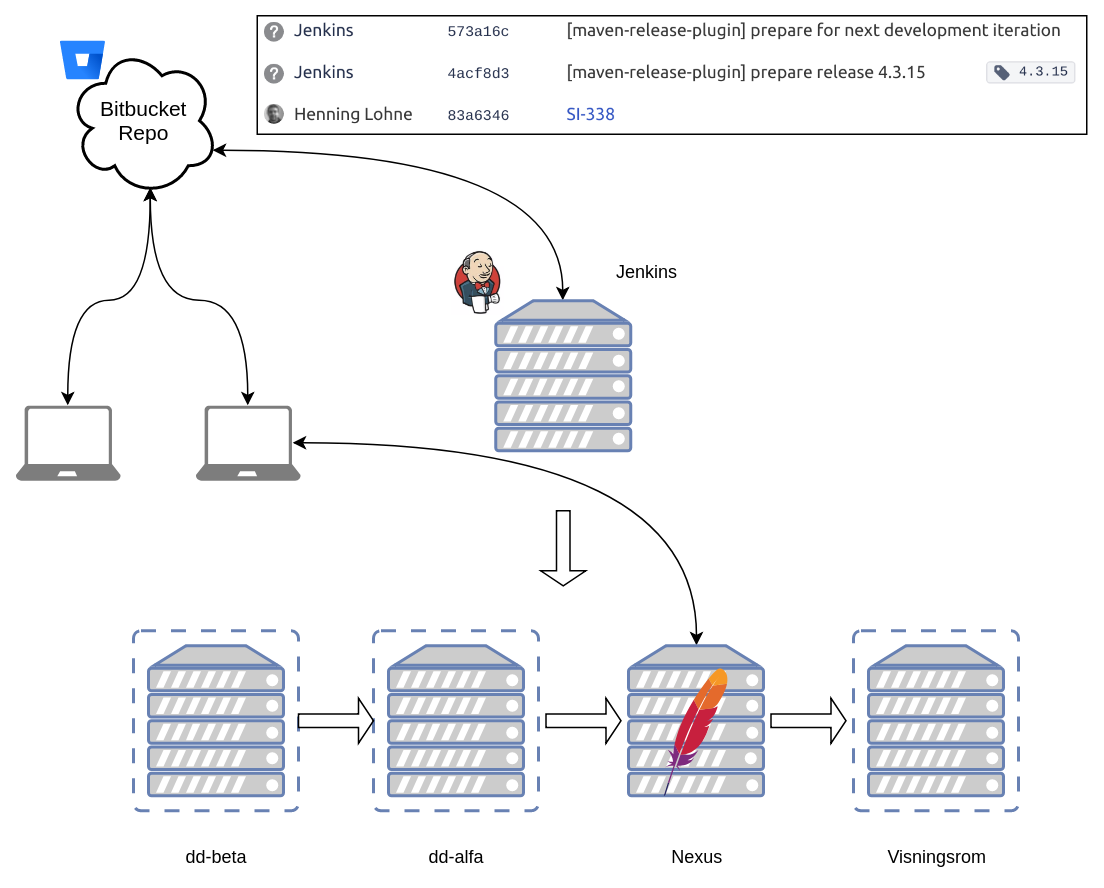 Jenkins 573a16c [maven-release-plugin] prepare for next development iteration
Jenkins 4acf8d3 [maven-release-plugin] prepare release 4.3.15 4.3.15
Henning Lohne 83a6346 SI-338
Bitbucket
Repo
Jenkins
dd-beta dd-alfa Nexus Visningsrom